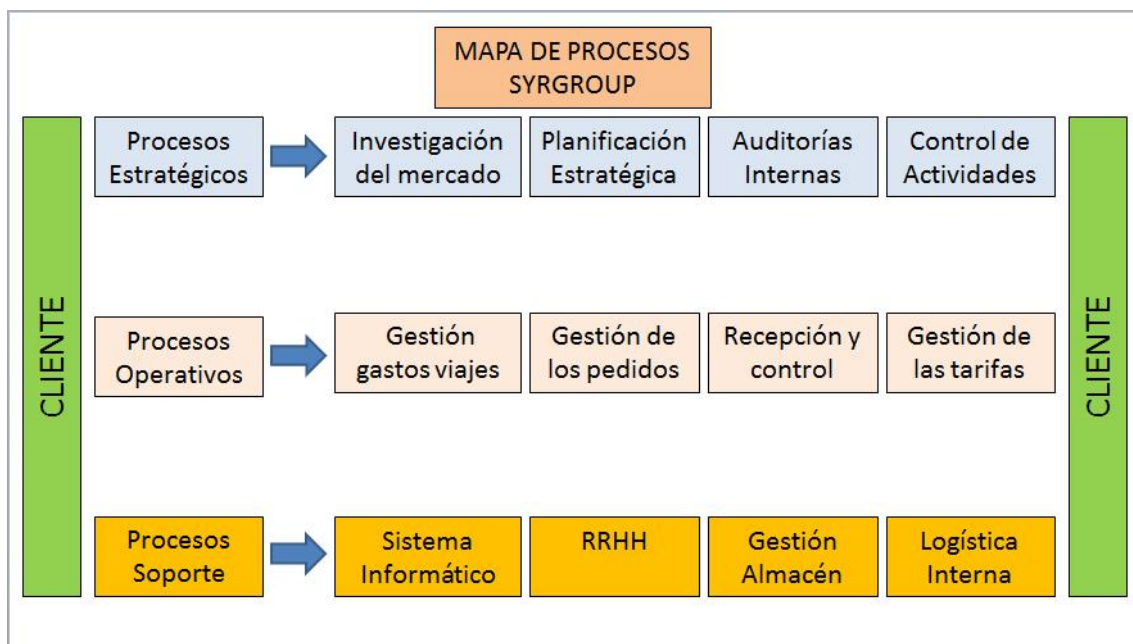 MAPA DE PROCESOS
SYRGROUP
CLIENTE
Procesos
Estratégicos
Investigación
del mercado
Planificación
Estratégica
Auditorías
Internas
Control de
Actividades
Procesos
Operativos
Gestión
gastos viajes
Gestión de
los pedidos
Recepción y
control
Gestión de
las tarifas
Procesos
Soporte
Sistema
Informático
RRHH
Gestión
Almacén
Logística
Interna
CLIENTE